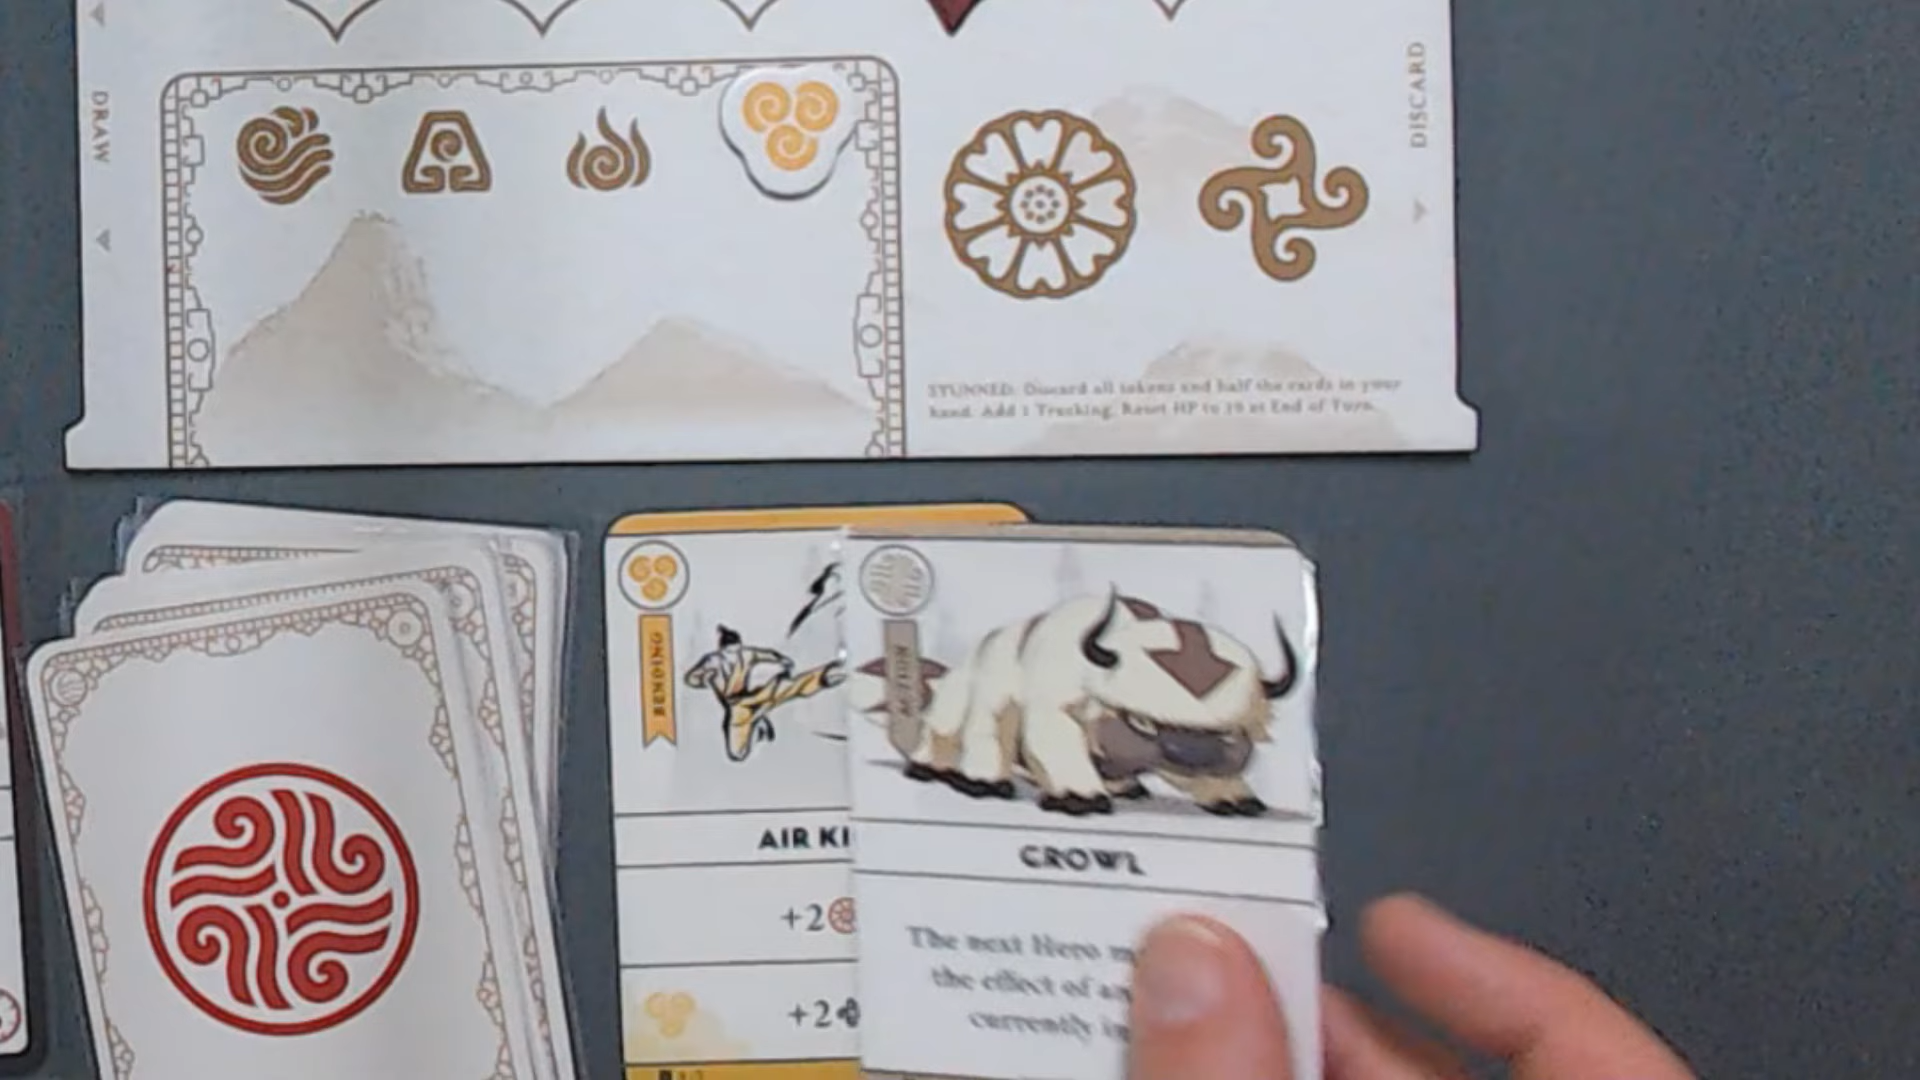 DRAW
DISCARD
STUNNED: Discard all tokens and half the cards in your
hand. Add 1 Tracking. Reset HP to 10 at End of Turn.
BENDING
AIR KI
+2
+2
ACTION
GROWL
The next Hero m
the effect of an
currently in